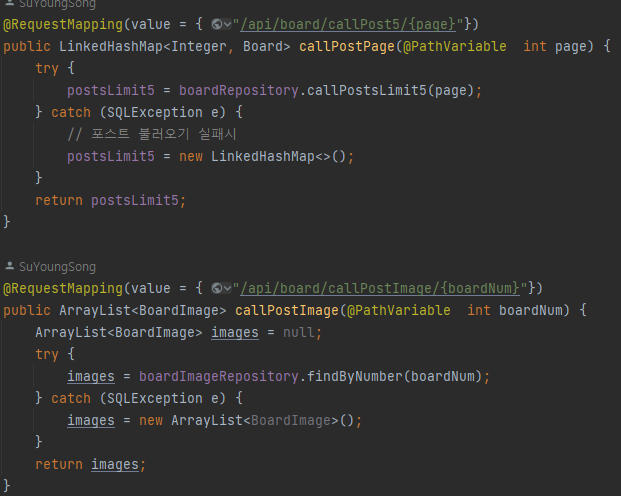 SuYoungSong
@RequestMapping(value = { "/api/board/callPost5/{page}"})
public LinkedHashMap<Integer, Board> callPostPage(@PathVariable int page) {
try {
postsLimit5 = boardRepository.callPostsLimit5(page);
} catch (SQLException e) {
// 포스트 불러오기 실패시
postsLimit5 = new LinkedHashMap<>();
}
return postsLimit5;
}
SuYoungSong
@RequestMapping(value = { "/api/board/callPostImage/{boardNum}"})
public ArrayList<BoardImage> callPostImage(@PathVariable int boardNum) {
ArrayList<BoardImage> images = null;
try {
images = boardImageRepository.findByNumber(boardNum);
} catch (SQLException e) {
images = new ArrayList<BoardImage>();
}
return images;
}